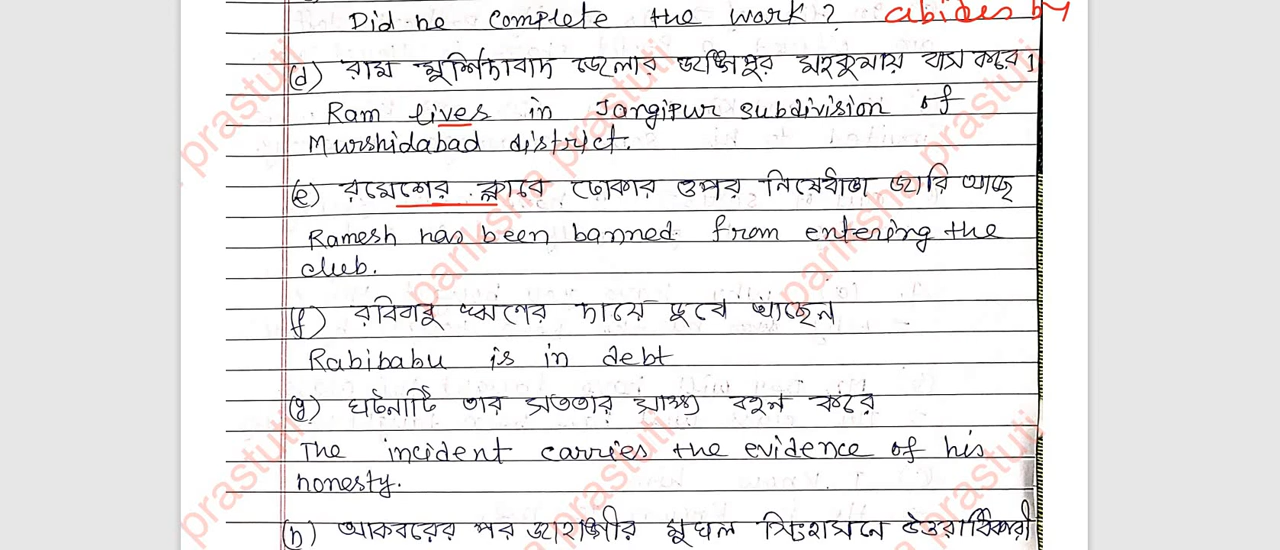 Did he complete the work? abides by
(d) রাম মুর্শিদাবাদ জেলার জঙ্গিপুর মহকুমায় বাস করে।
Ram lives in Jangipur subdivision of
Murshidabad district.
(e) রমেশের ক্লাবে ঢোকার ওপর নিষেধাজ্ঞা জারি আছে
Ramesh has been banned from entering the
club.
(f) রবিবাবু ঋণের দায়ে ডুবে আছেন
Rabibabu is in debt
(g) ঘটনাটি তার সততার সাক্ষ্য বহন করে
The incident carries the evidence of his
honesty.
(h) আকবরের পর জাহাঙ্গীর মুঘল সিংহাসনে উত্তরাধিকারী
pariksha prastuti